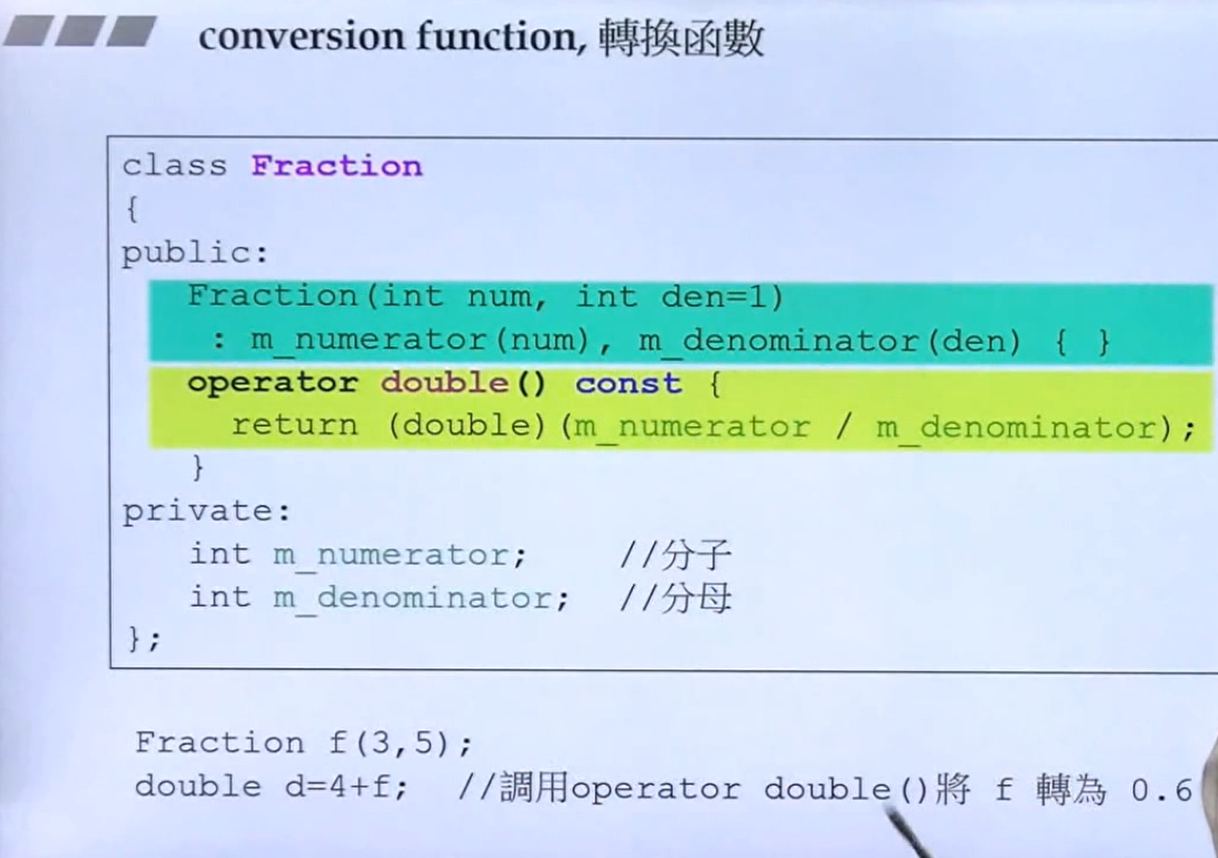 conversion function, 轉換函數
class Fraction
{
public:
Fraction(int num, int den=1)
: m_numerator(num), m_denominator(den) { }
operator double() const {
return (double)(m_numerator / m_denominator);
}
private:
int m_numerator; //分子
int m_denominator; //分母
};
Fraction f(3,5);
double d=4+f; //調用operator double()將 f 轉為 0.6